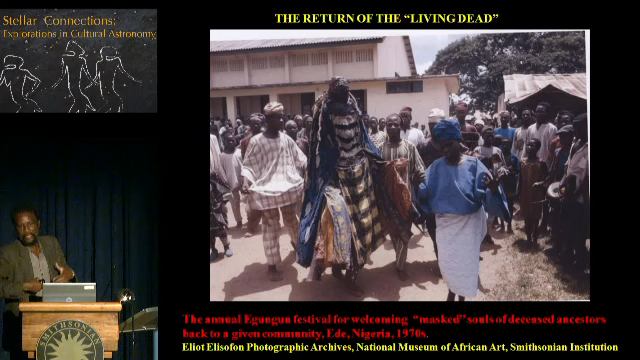 Stellar Connections:
Explorations in Cultural Astronomy
THE RETURN OF THE "LIVING DEAD"
The annual Egungun festival for welcoming "masked" souls of deceased ancestors
back to a given community, Ede, Nigeria, 1970s.
Eliot Elisofon Photographic Archives, National Museum of African Art, Smithsonian Institution
SMITHSONIAN